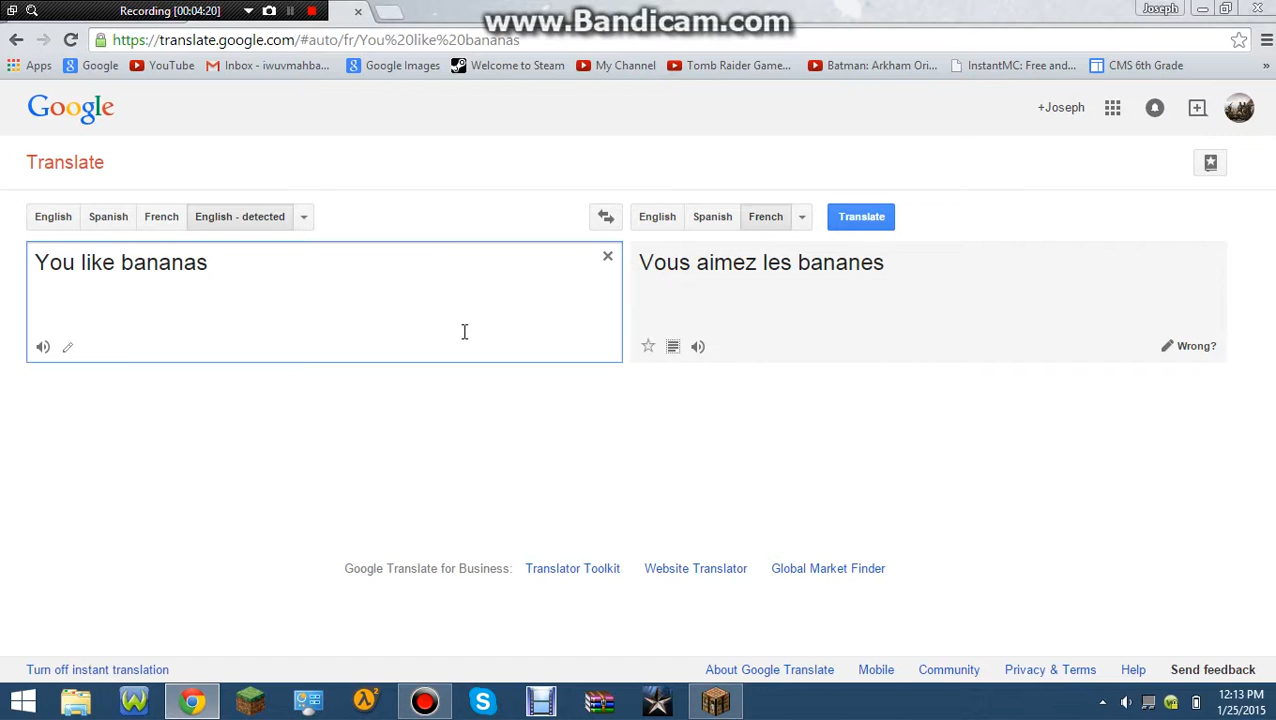 Recording [00:04:20]
www.Bandicam.com
Joseph
https://translate.google.com/#auto/fr/You%20like%20bananas
Apps Google YouTube Inbox - iwuvmahba... Google Images Welcome to Steam My Channel Tomb Raider Game... Batman: Arkham Ori... InstantMC: Free and... CMS 6th Grade »
Google +Joseph
Translate
English Spanish French English - detected English Spanish French Translate
You like bananas
Vous aimez les bananes
Wrong?
Google Translate for Business: Translator Toolkit Website Translator Global Market Finder
Turn off instant translation About Google Translate Mobile Community Privacy & Terms Help Send feedback
12:13 PM
1/25/2015